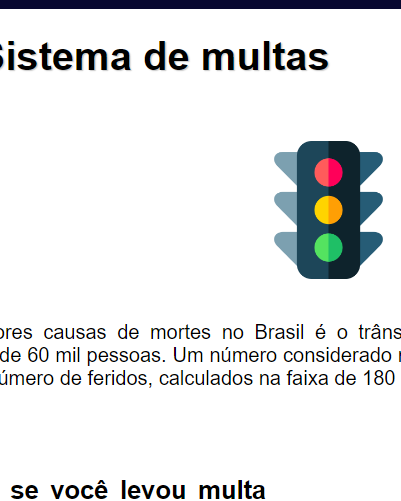 Sistema de multas
ores causas de mortes no Brasil é o trâns
de 60 mil pessoas. Um número considerado
úmero de feridos, calculados na faixa de 180
se você levou multa